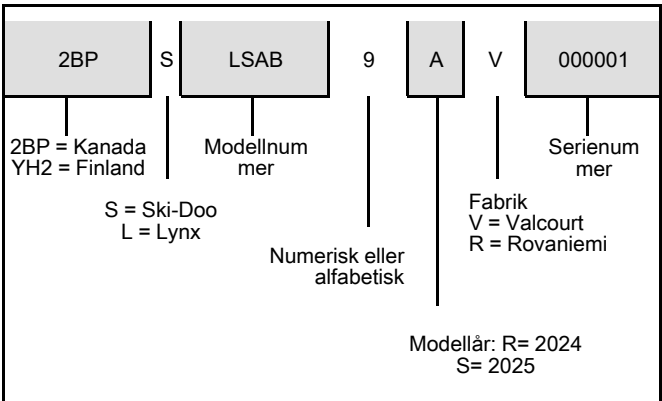 2BP S LSAB 9 A V 000001
2BP = Kanada
YH2 = Finland
Modellnum
mer
Serienum
mer
S = Ski-Doo
L = Lynx
Fabrik
V = Valcourt
R = Rovaniemi
Numerisk eller
alfabetisk
Modellår: R= 2024
S= 2025